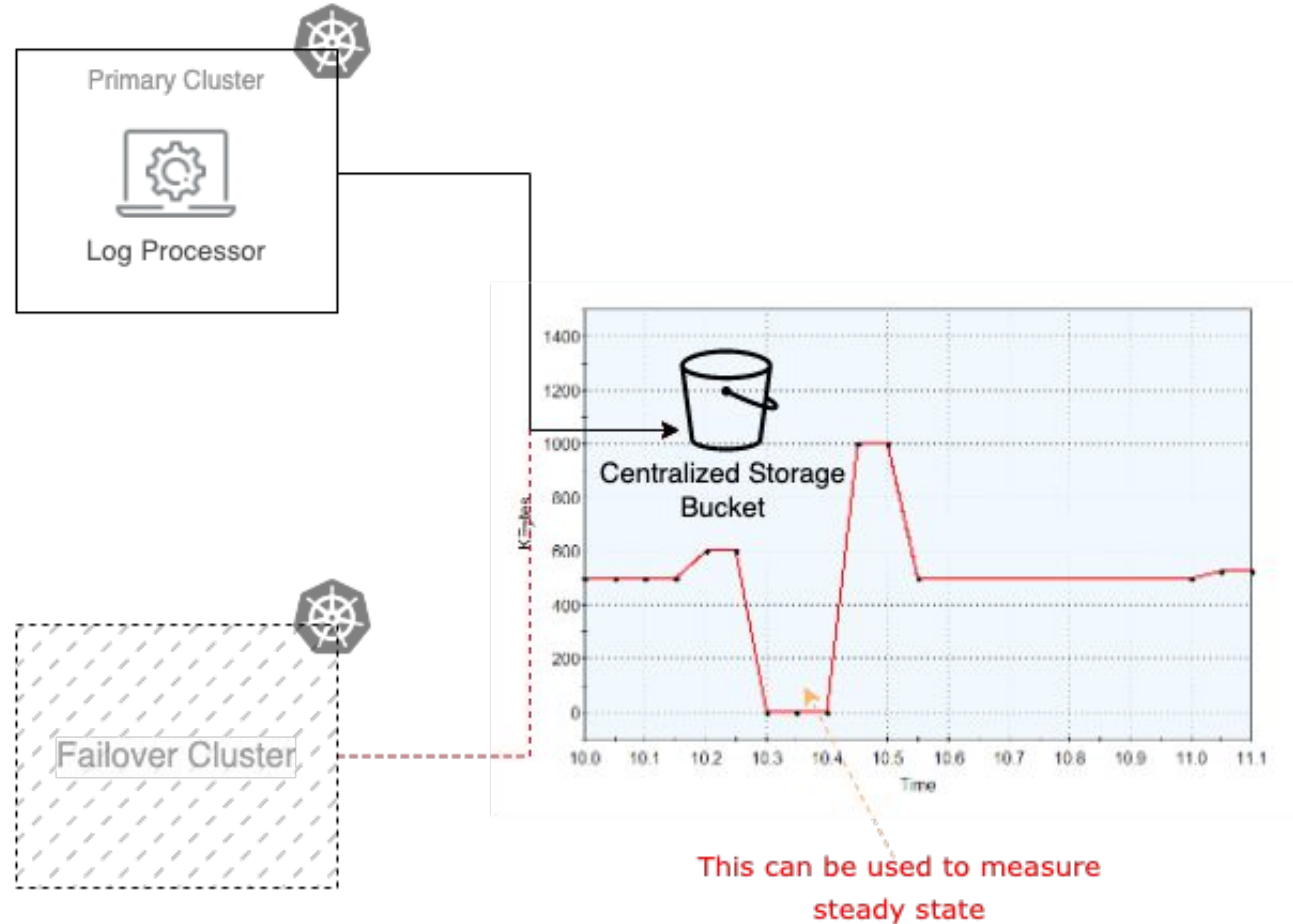 Primary Cluster
Log Processor
1400
1200
1000
800
600
400
200
0
Centralized Storage
Bucket
10.0 10.1 10.2 10.3 10.4 10.5 10.6 10.7 10.8 10.9 11.0 11.1
Time
Failover Cluster
This can be used to measure
steady state